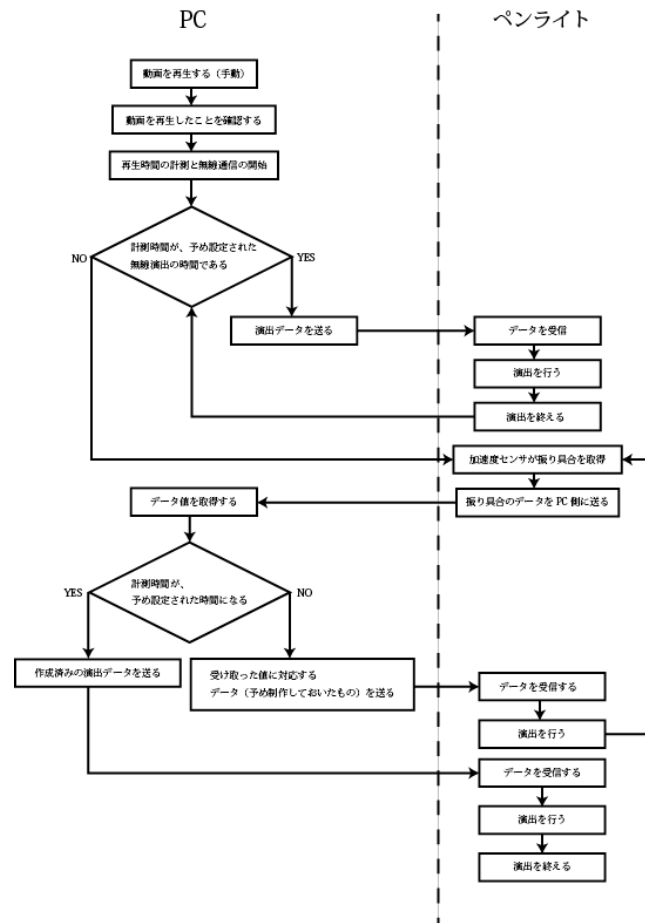 PC
ペンライト
動画を再生する（手動）
動画を再生したことを確認する
再生時間の計測と無線通信の開始
計測時間が、予め設定された
無線演出の時間である
NO
YES
演出データを送る
データを受信
演出を行う
演出を終える
加速度センサが振り具合を取得
振り具合のデータをPC側に送る
データ値を取得する
計測時間が、
予め設定された時間になる
YES
NO
作成済みの演出データを送る
受け取った値に対応する
データ（予め制作しておいたもの）を送る
データを受信する
演出を行う
データを受信する
演出を行う
演出を終える